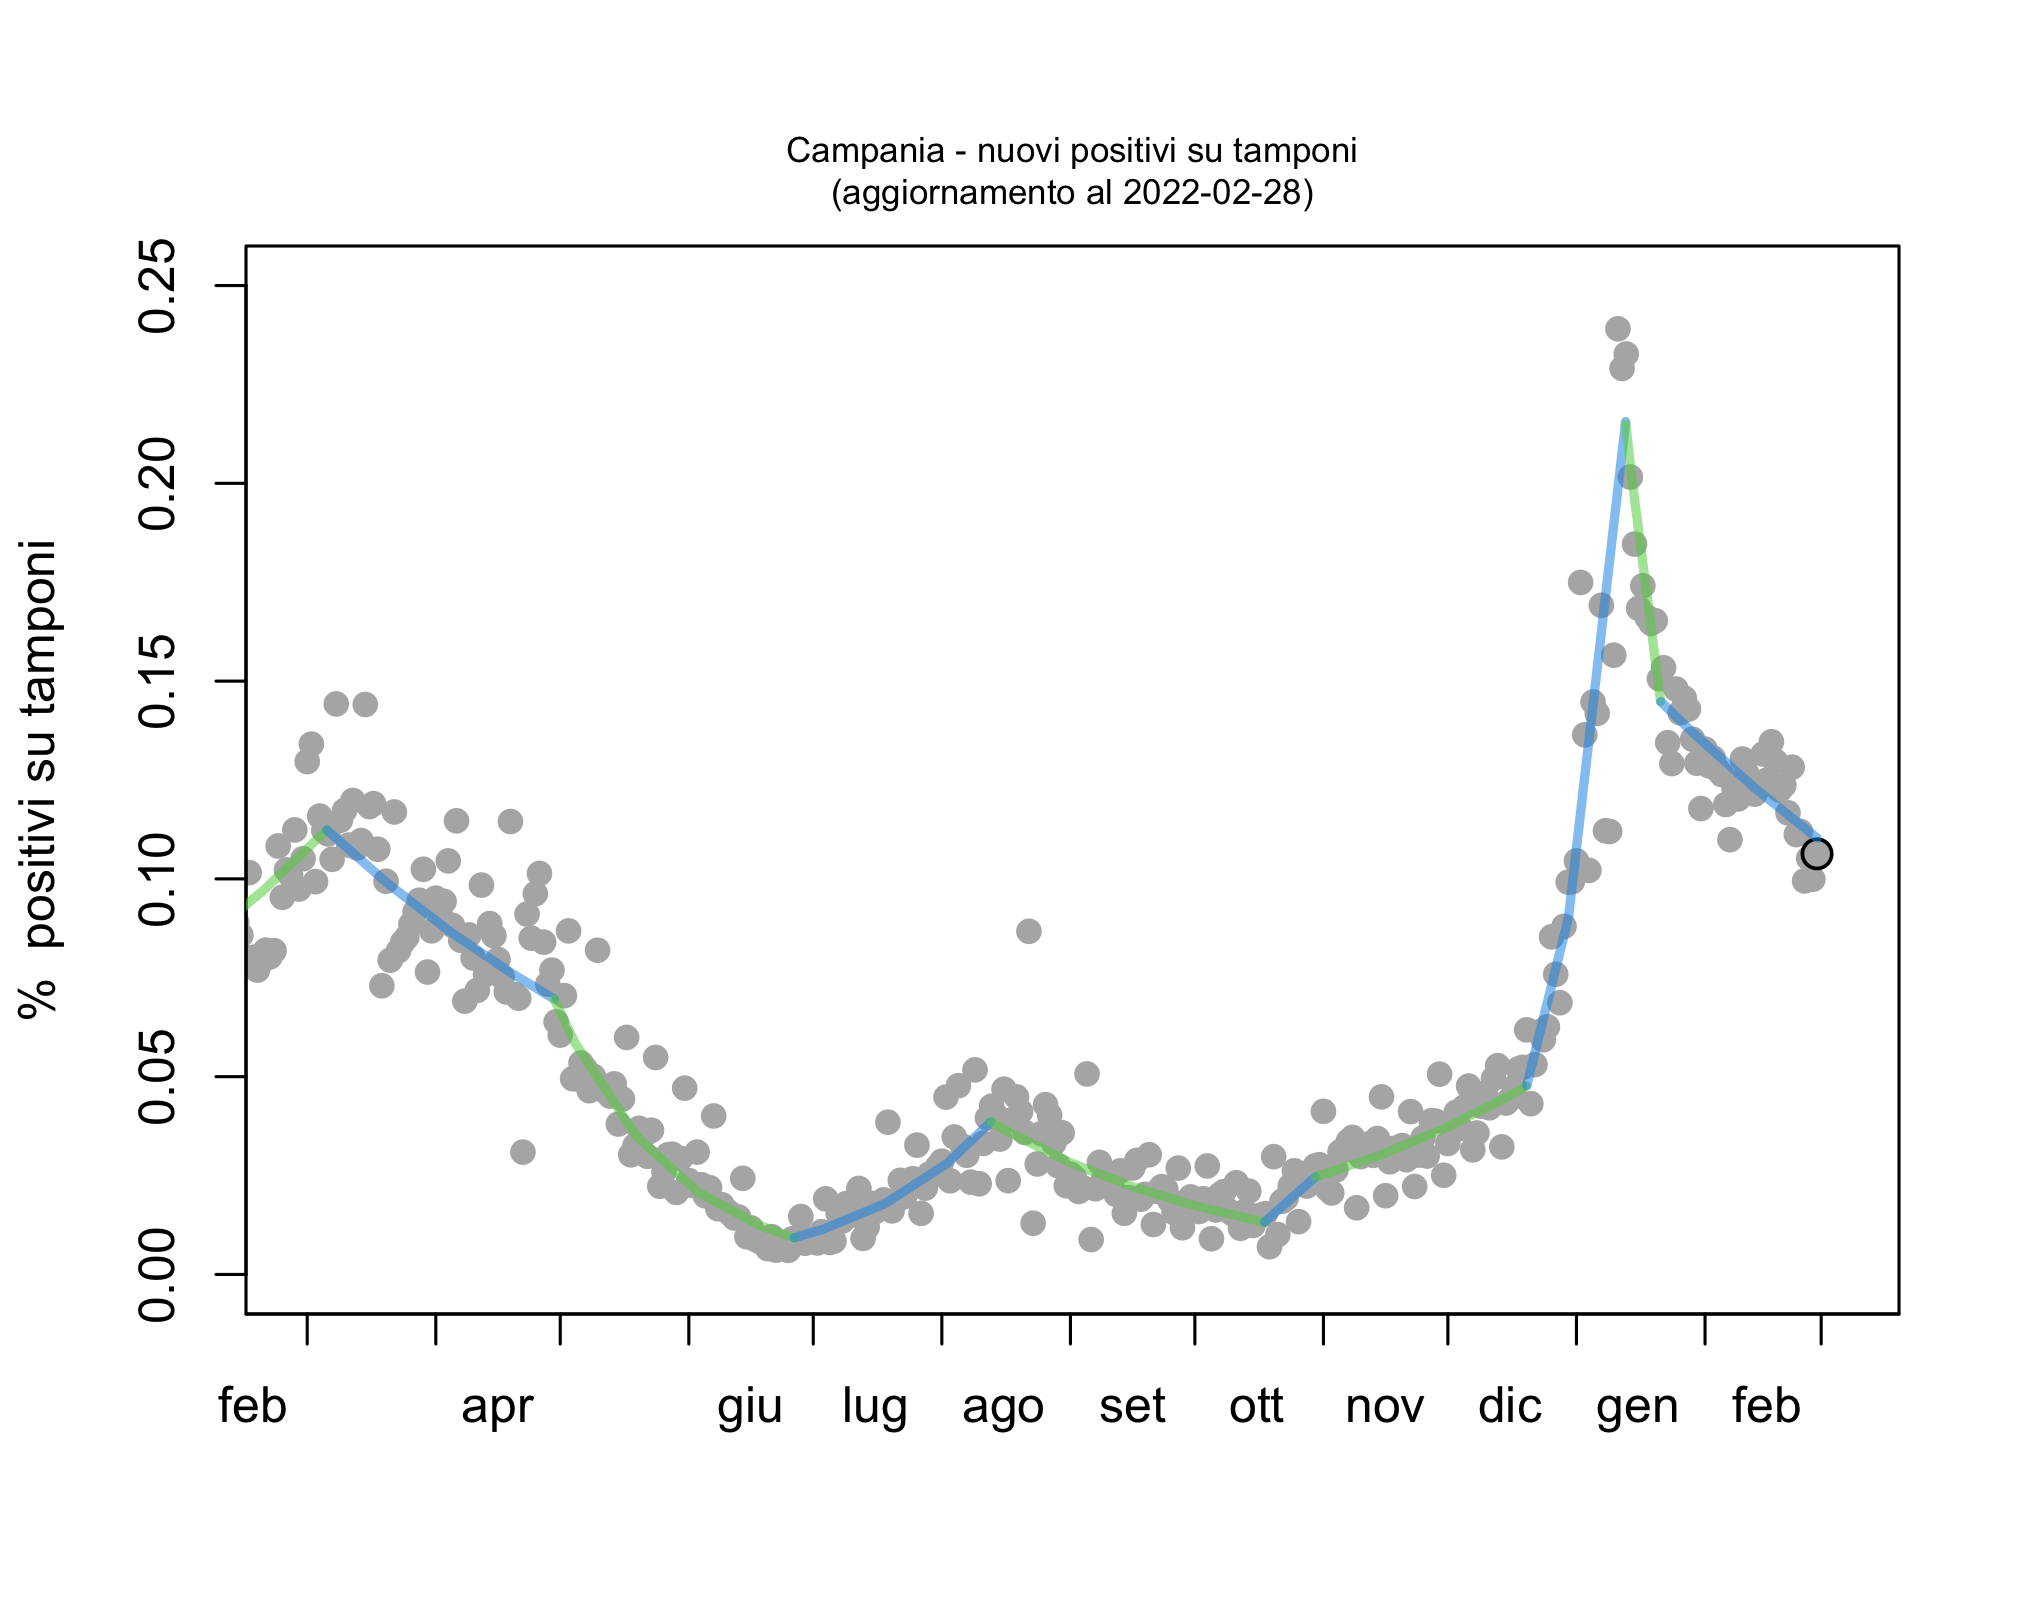 Campania - nuovi positivi su tamponi
(aggiornamento al 2022-02-28)
% positivi su tamponi
0.25
0.20
0.15
0.10
0.05
0.00
feb apr giu lug ago set ott nov dic gen feb